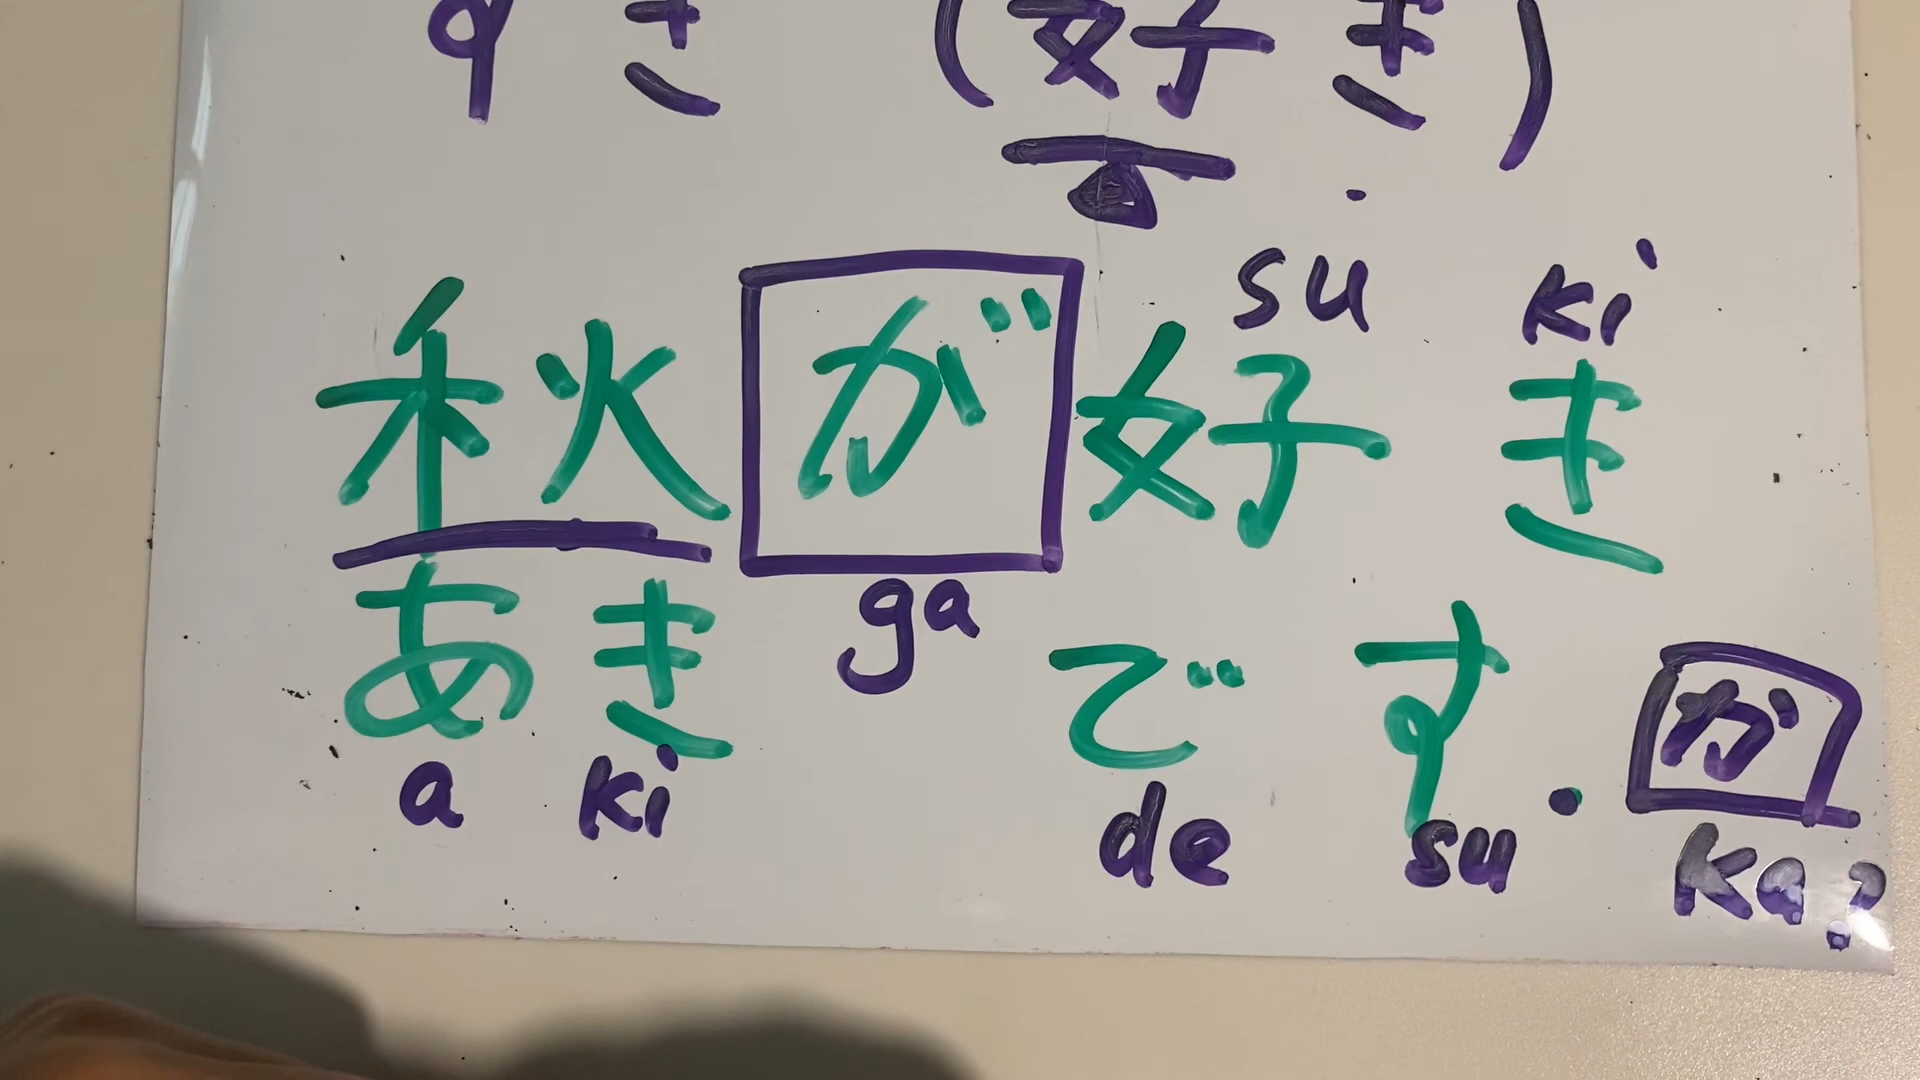 すき (好き)
su ki
秋が好き
あき ga です。か
a ki de su ka?